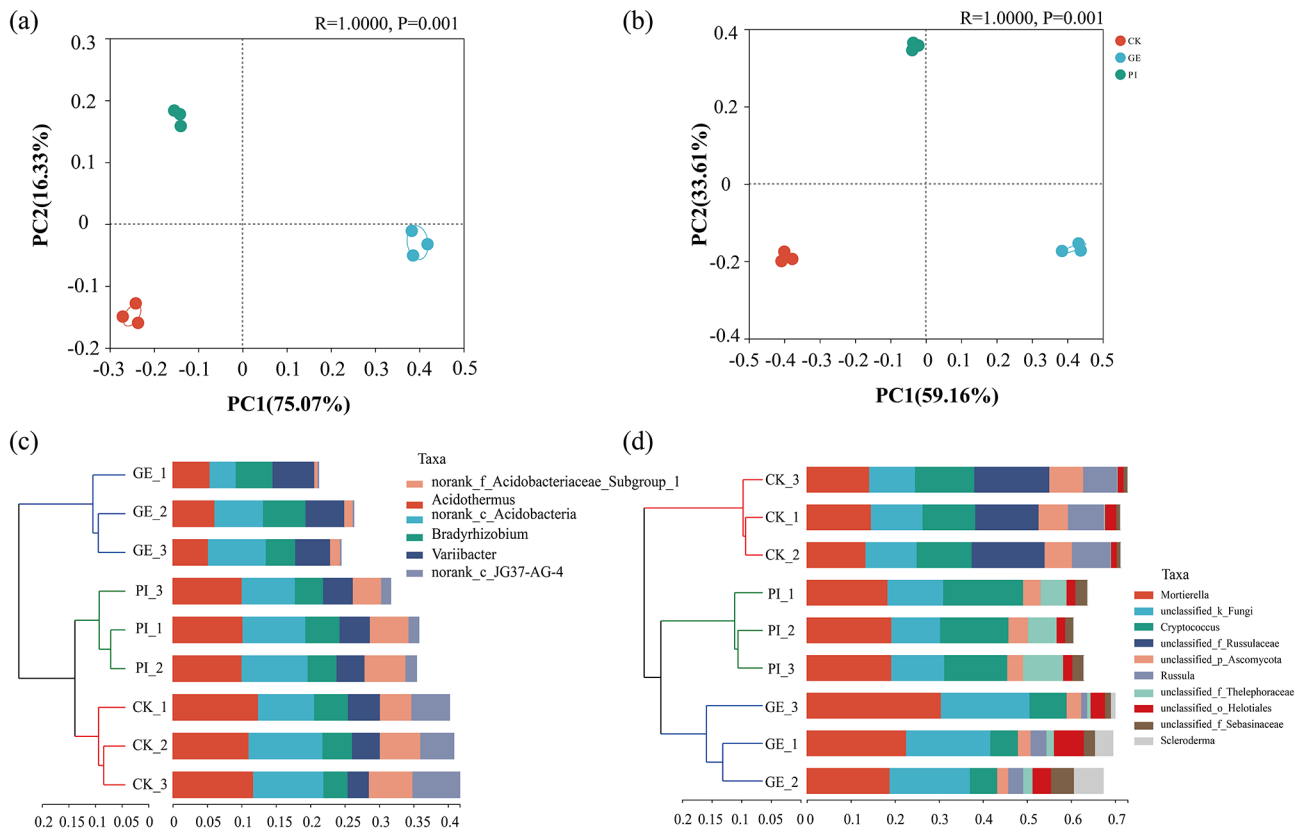 (a)
R=1.0000, P=0.001
0.3
0.2
0.1
0
-0.1
-0.2
PC2(16.33%)
-0.3 -0.2 -0.1 0 0.1 0.2 0.3 0.4 0.5
PC1(75.07%)
(b)
R=1.0000, P=0.001
0.4
0.2
0
-0.2
-0.4
PC2(33.61%)
-0.5 -0.4 -0.3 -0.2 -0.1 0 0.1 0.2 0.3 0.4 0.5
PC1(59.16%)
CK
GE
PI
(c)
GE_1
GE_2
GE_3
PI_3
PI_1
PI_2
CK_1
CK_2
CK_3
0.2 0.15 0.1 0.05 0
0 0.05 0.1 0.15 0.2 0.25 0.3 0.35 0.4
Taxa
norank_f_Acidobacteriaceae_Subgroup_1
Acidothermus
norank_c_Acidobacteria
Bradyrhizobium
Variibacter
norank_c_JG37-AG-4
(d)
CK_3
CK_1
CK_2
PI_1
PI_2
PI_3
GE_3
GE_1
GE_2
0.2 0.15 0.1 0.05 0
0 0.1 0.2 0.3 0.4 0.5 0.6 0.7
Taxa
Mortierella
unclassified_k_Fungi
Cryptococcus
unclassified_f_Russulaceae
unclassified_p_Ascomycota
Russula
unclassified_f_Thelephoraceae
unclassified_o_Helotiales
unclassified_f_Sebasinaceae
Scleroderma